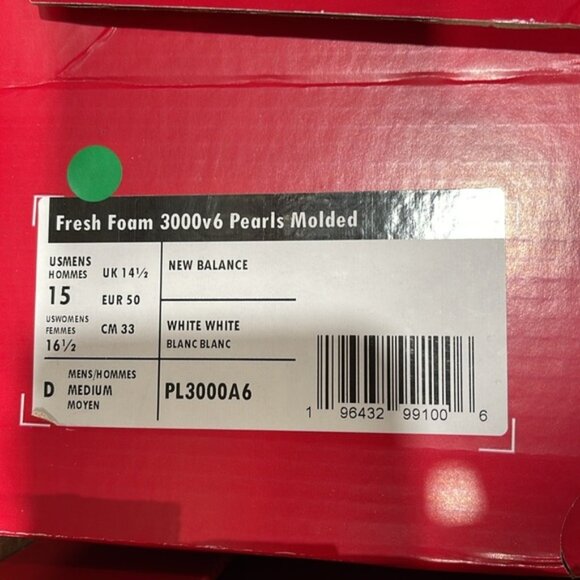 Fresh Foam 3000v6 Pearls Molded
USMENS
HOMMES
15
UK 14½
EUR 50
CM 33
USWOMENS
FEMMES
16½
NEW BALANCE
WHITE WHITE
BLANC BLANC
D
MENS/HOMMES
MEDIUM
MOYEN
PL3000A6
1 96432 99100 6